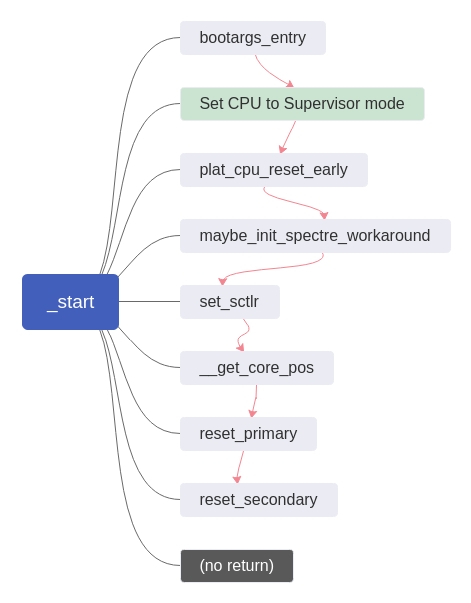 bootargs_entry
Set CPU to Supervisor mode
plat_cpu_reset_early
maybe_init_spectre_workaround
_start
set_sctlr
__get_core_pos
reset_primary
reset_secondary
(no return)